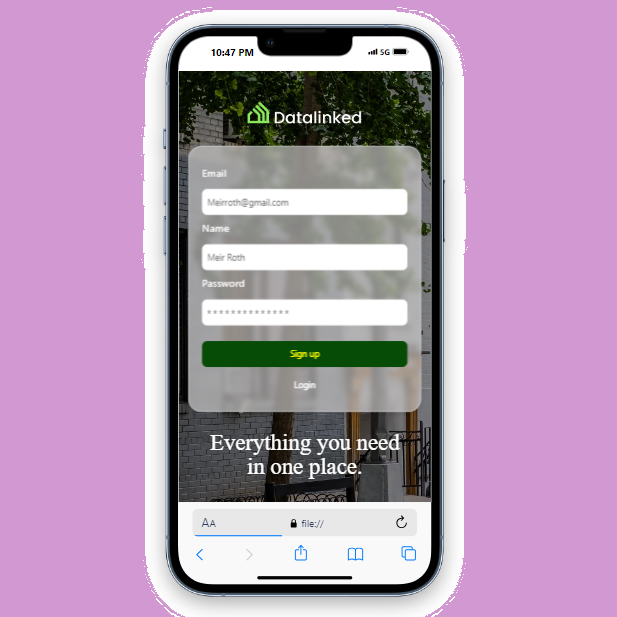 10:47 PM
5G
Datalinked
Email
Meirroth@gmail.com
Name
Meir Roth
Password
**************
Sign up
Login
Everything you need
in one place.
AA
file://